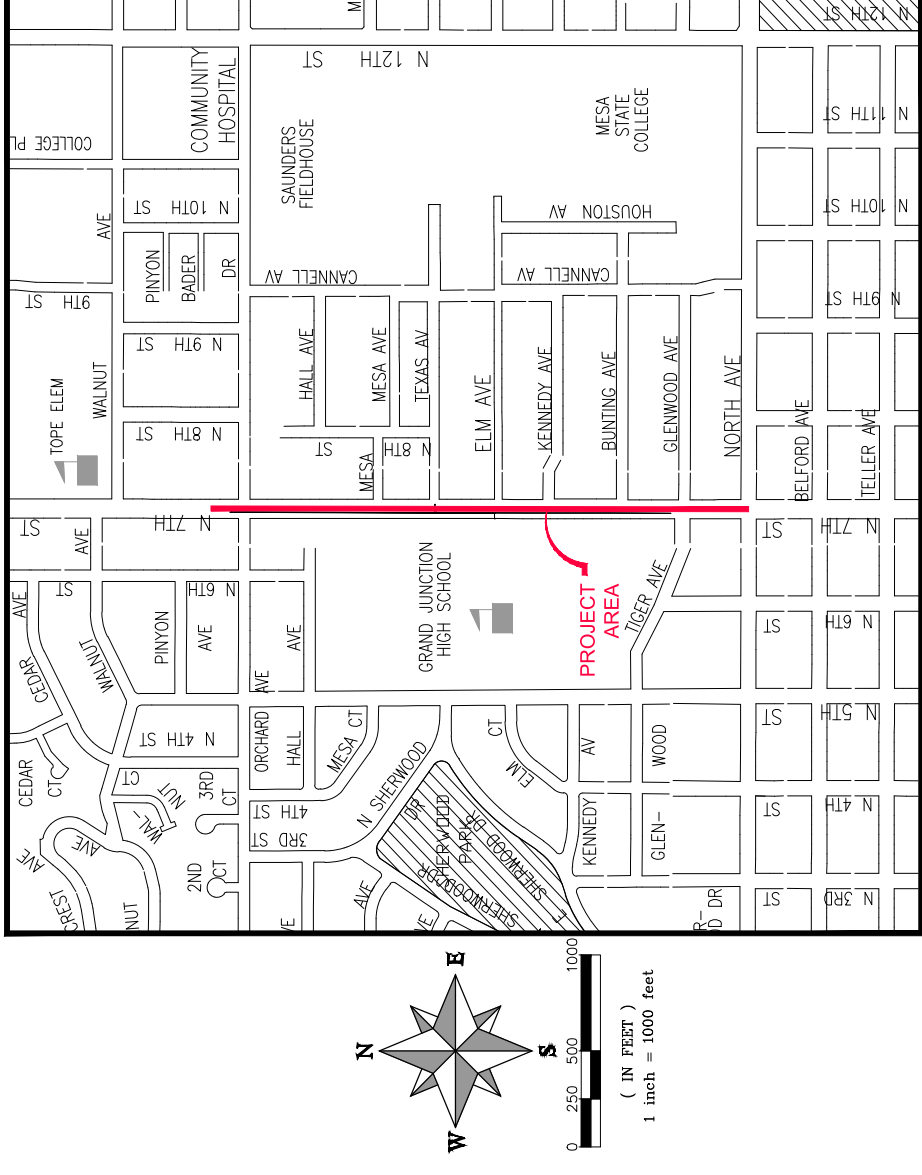 N 12TH ST
N 12TH ST
COMMUNITY
HOSPITAL
COLLEGE PL
SAUNDERS
FIELDHOUSE
MESA
STATE
COLLEGE
N 11TH ST
AVE
N 10TH ST
HOUSTON AV
N 10TH ST
PINYON
BADER
DR
CANNELL AV
CANNELL AV
9TH ST
N 9TH ST
TOPE ELEM
WALNUT
N 9TH ST
HALL AVE
MESA AVE
TEXAS AV
ELM AVE
KENNEDY AVE
BUNTING AVE
GLENWOOD AVE
NORTH AVE
BELFORD AVE
TELLER AVE
N 8TH ST
MESA
N 8TH ST
ST
AVE
N 7TH
N 7TH ST
AVE
ST
PINYON
N 6TH
AVE
AVE
AVE
GRAND JUNCTION
HIGH SCHOOL
PROJECT
AREA
TIGER AVE
N 6TH ST
CEDAR
WALNUT
N 4TH ST
ORCHARD
HALL
MESA CT
N 5TH ST
CEDAR
CT
CT
WAL-
NUT
3RD
CT
4TH ST
3RD ST
N SHERWOOD
DR
ELM
CT
KENNEDY
AV
GLEN-
WOOD
N 4TH ST
AVE
AVE
CREST
NUT
2ND
CT
VE
AVE
VE
SHERWOOD DR
SHERWOOD DR
HERWOOD
PARK
E
R-
D DR
N 3RD ST
N
E
S
W
0 250 500 1000
( IN FEET )
1 inch = 1000 feet